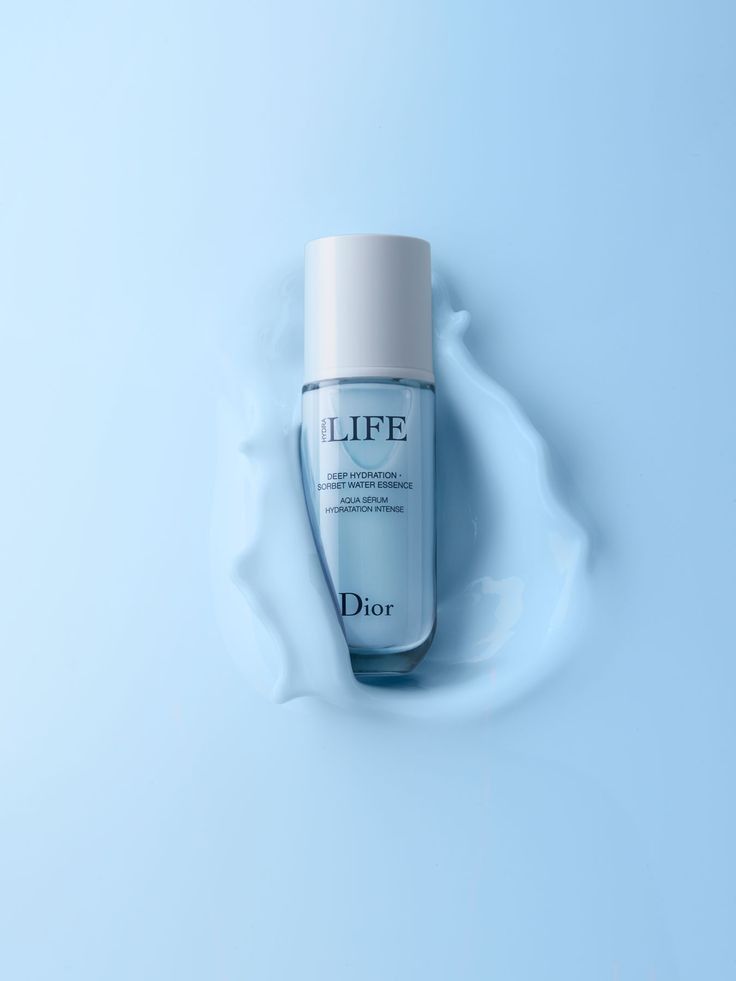 HYDRA
LIFE
DEEP HYDRATION •
SORBET WATER ESSENCE
AQUA SÉRUM
HYDRATATION INTENSE
Dior